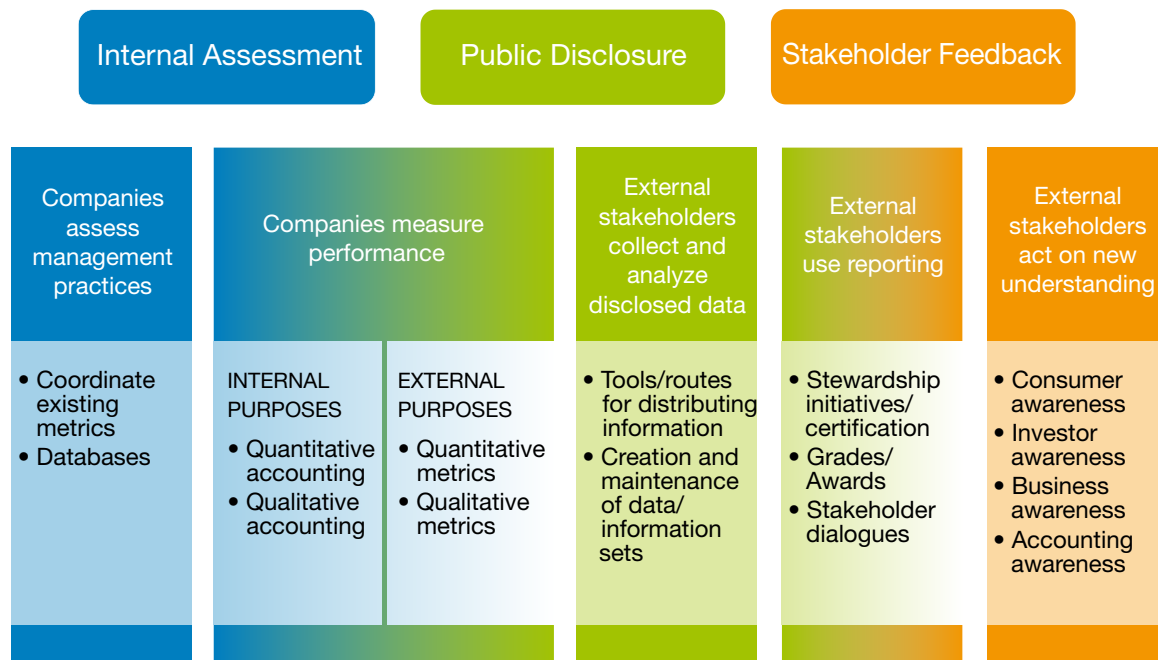 Internal Assessment
Public Disclosure
Stakeholder Feedback
Companies
assess
management
practices
• Coordinate
existing
metrics
• Databases
Companies measure
performance
INTERNAL
PURPOSES
• Quantitative
accounting
• Qualitative
accounting
EXTERNAL
PURPOSES
• Quantitative
metrics
• Qualitative
metrics
External
stakeholders
collect and
analyze
disclosed data
• Tools/routes
for distributing
information
• Creation and
maintenance
of data/
information
sets
External
stakeholders
use reporting
• Stewardship
initiatives/
certification
• Grades/
Awards
• Stakeholder
dialogues
External
stakeholders
act on new
understanding
• Consumer
awareness
• Investor
awareness
• Business
awareness
• Accounting
awareness